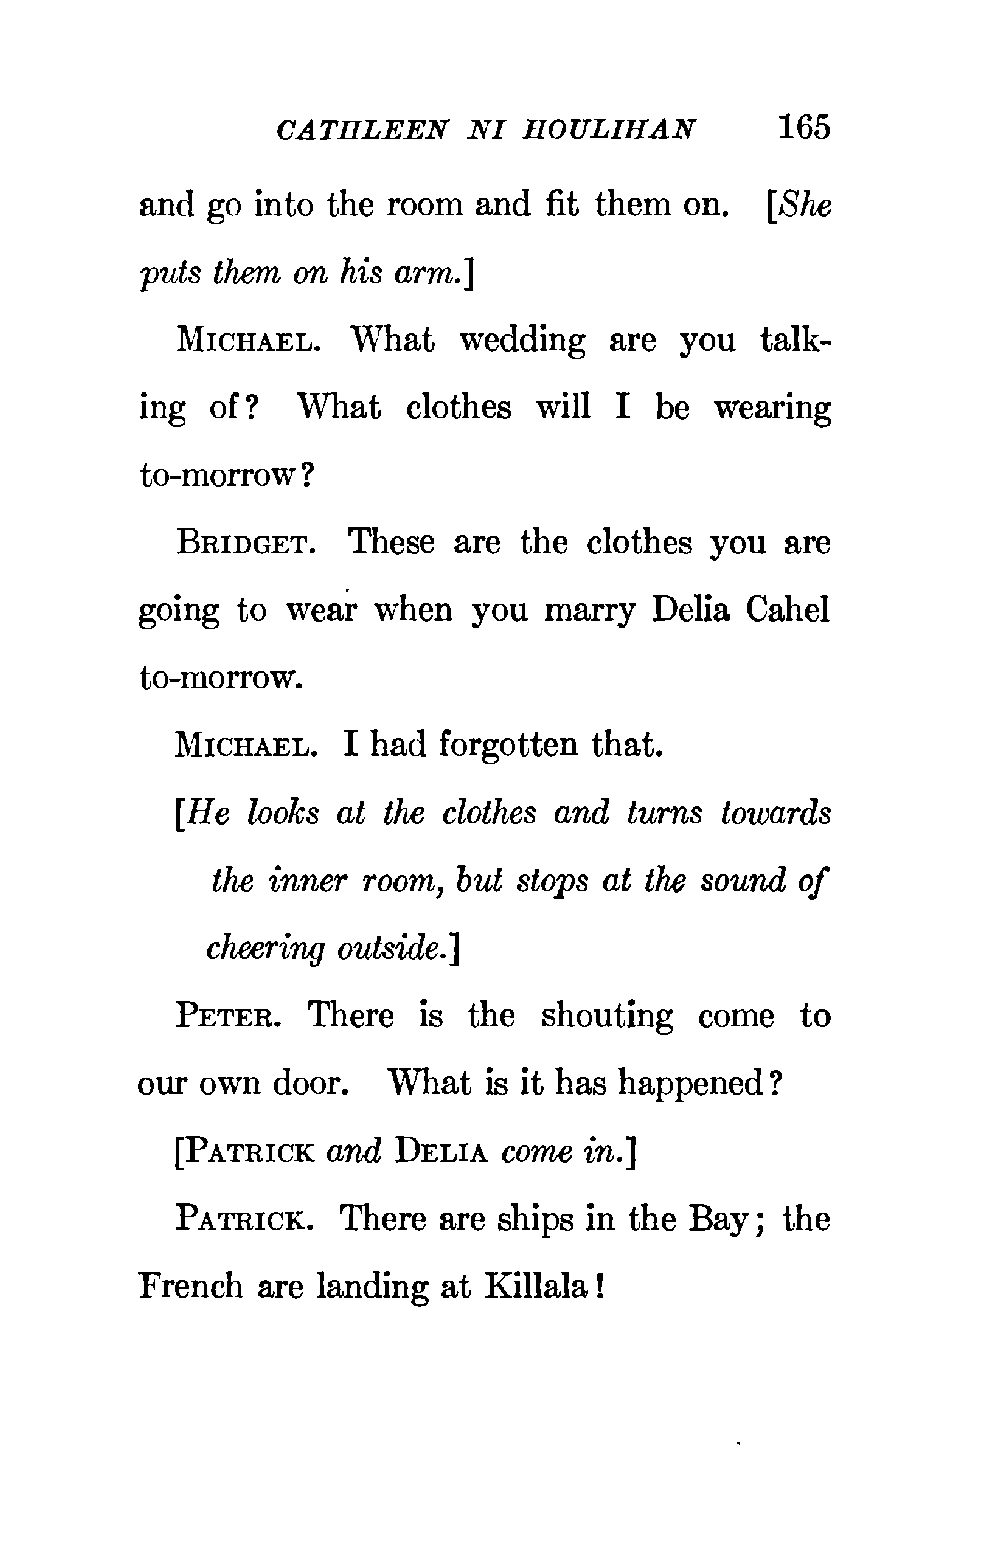 CATHLEEN NI HOULIHAN 165
and go into the room and fit them on. [She
puts them on his arm.]
MICHAEL. What wedding are you talk-
ing of? What clothes will I be wearing
to-morrow?
BRIDGET. These are the clothes you are
going to wear when you marry Delia Cahel
to-morrow.
MICHAEL. I had forgotten that.
[He looks at the clothes and turns towards
the inner room, but stops at the sound of
cheering outside.]
PETER. There is the shouting come to
our own door. What is it has happened?
[PATRICK and DELIA come in.]
PATRICK. There are ships in the Bay; the
French are landing at Killala!